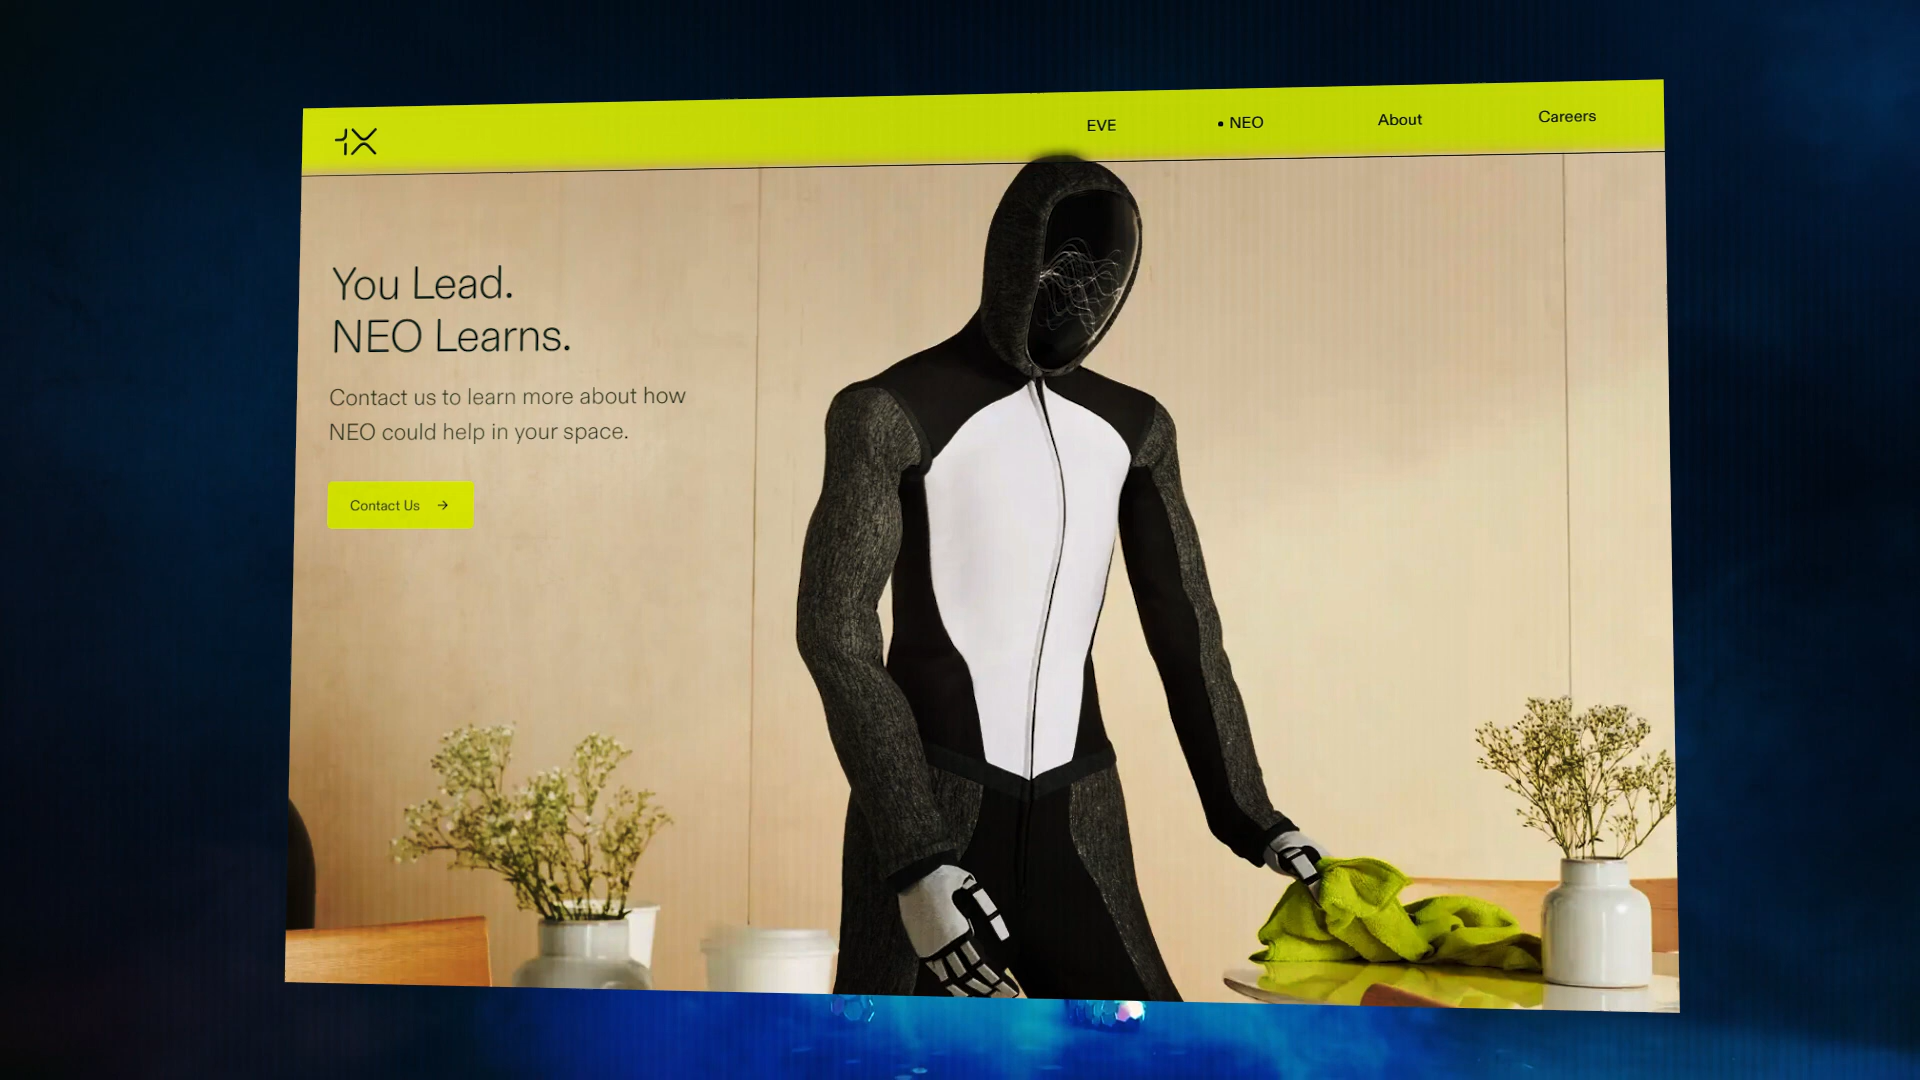 1X
EVE
NEO
About
Careers
You Lead.
NEO Learns.
Contact us to learn more about how
NEO could help in your space.
Contact Us